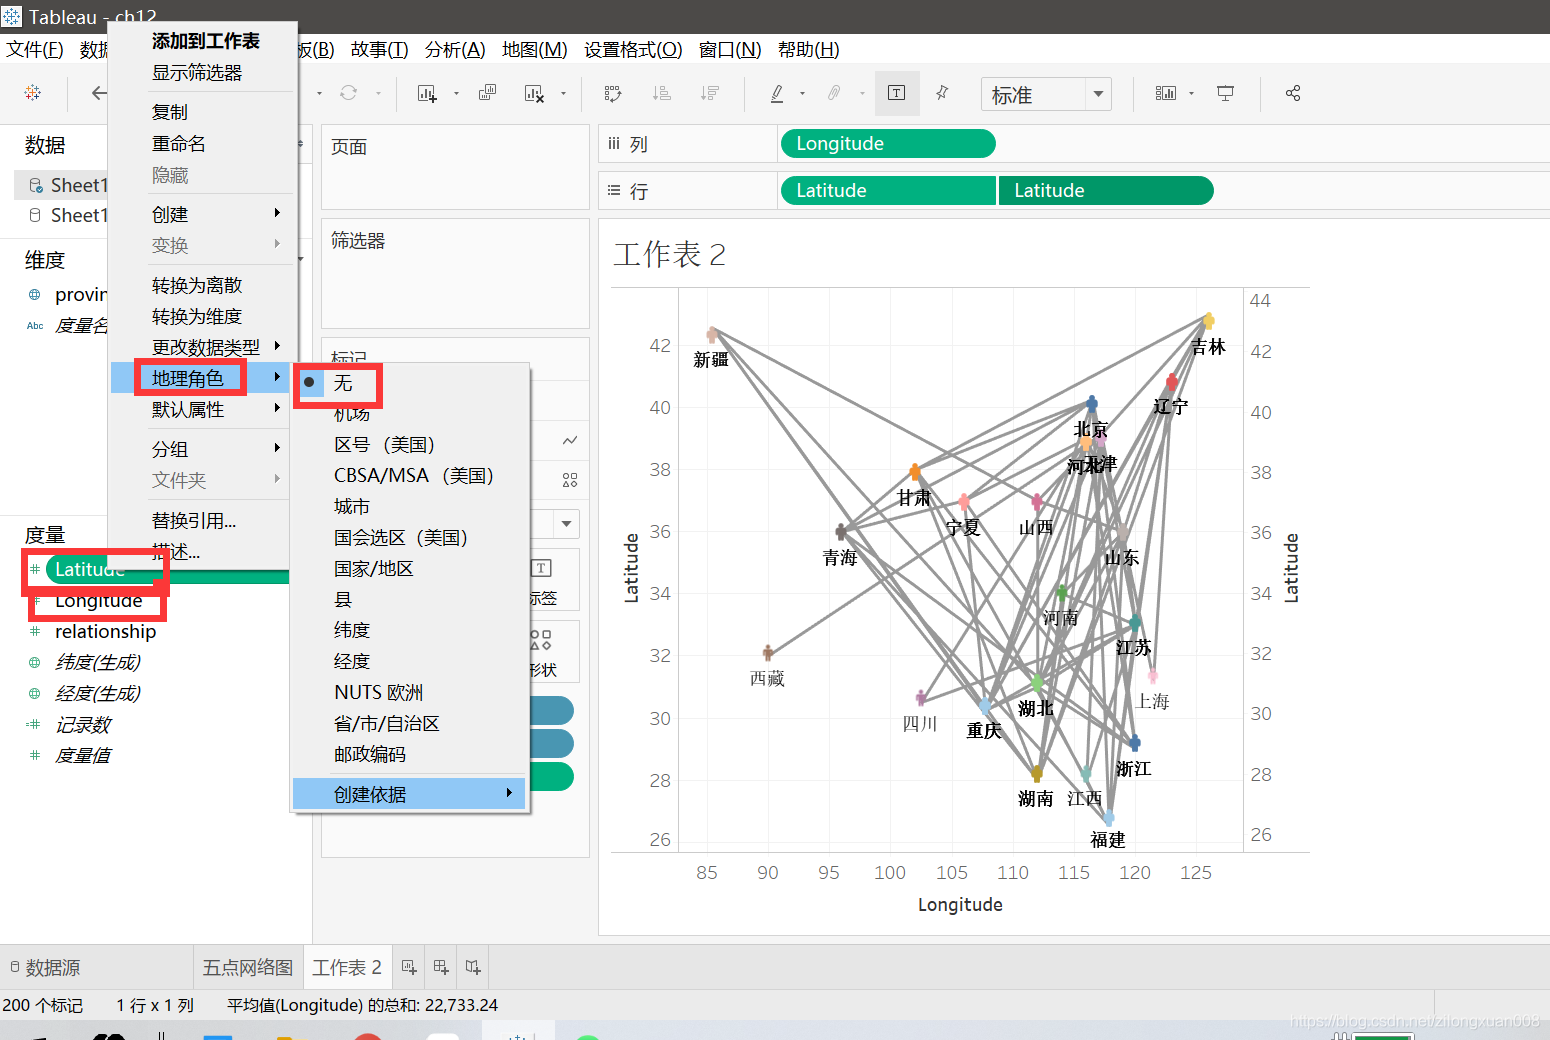 Tableau - ch12
文件(F)
数据
板(B)
故事(T)
分析(A)
地图(M)
设置格式(O)
窗口(N)
帮助(H)
添加到工作表
显示筛选器
复制
重命名
隐藏
创建
变换
转换为离散
转换为维度
更改数据类型
地理角色
默认属性
分组
文件夹
替换引用...
描述...
无
机场
区号（美国）
CBSA/MSA（美国）
城市
国会选区（美国）
国家/地区
县
纬度
经度
NUTS 欧洲
省/市/自治区
邮政编码
创建依据
标准
数据
Sheet1
Sheet1
维度
provin
Abc 度量名
度量
Latitude
Longitude
relationship
纬度(生成)
经度(生成)
记录数
度量值
页面
筛选器
标记
标签
形状
列
Longitude
行
Latitude
Latitude
工作表 2
44
42
42
40
40
38
38
36
36
34
34
32
32
30
30
28
28
26
26
Latitude
Latitude
新疆
吉林
辽宁
北京
河北
天津
甘肃
宁夏
山西
青海
山东
河南
江苏
西藏
四川
上海
湖北
重庆
浙江
湖南
江西
福建
85
90
95
100
105
110
115
120
125
Longitude
数据源
五点网络图
工作表 2
200 个标记
1 行 x 1 列
平均值(Longitude) 的总和: 22,733.24
https://blog.csdn.net/zilongxuan008